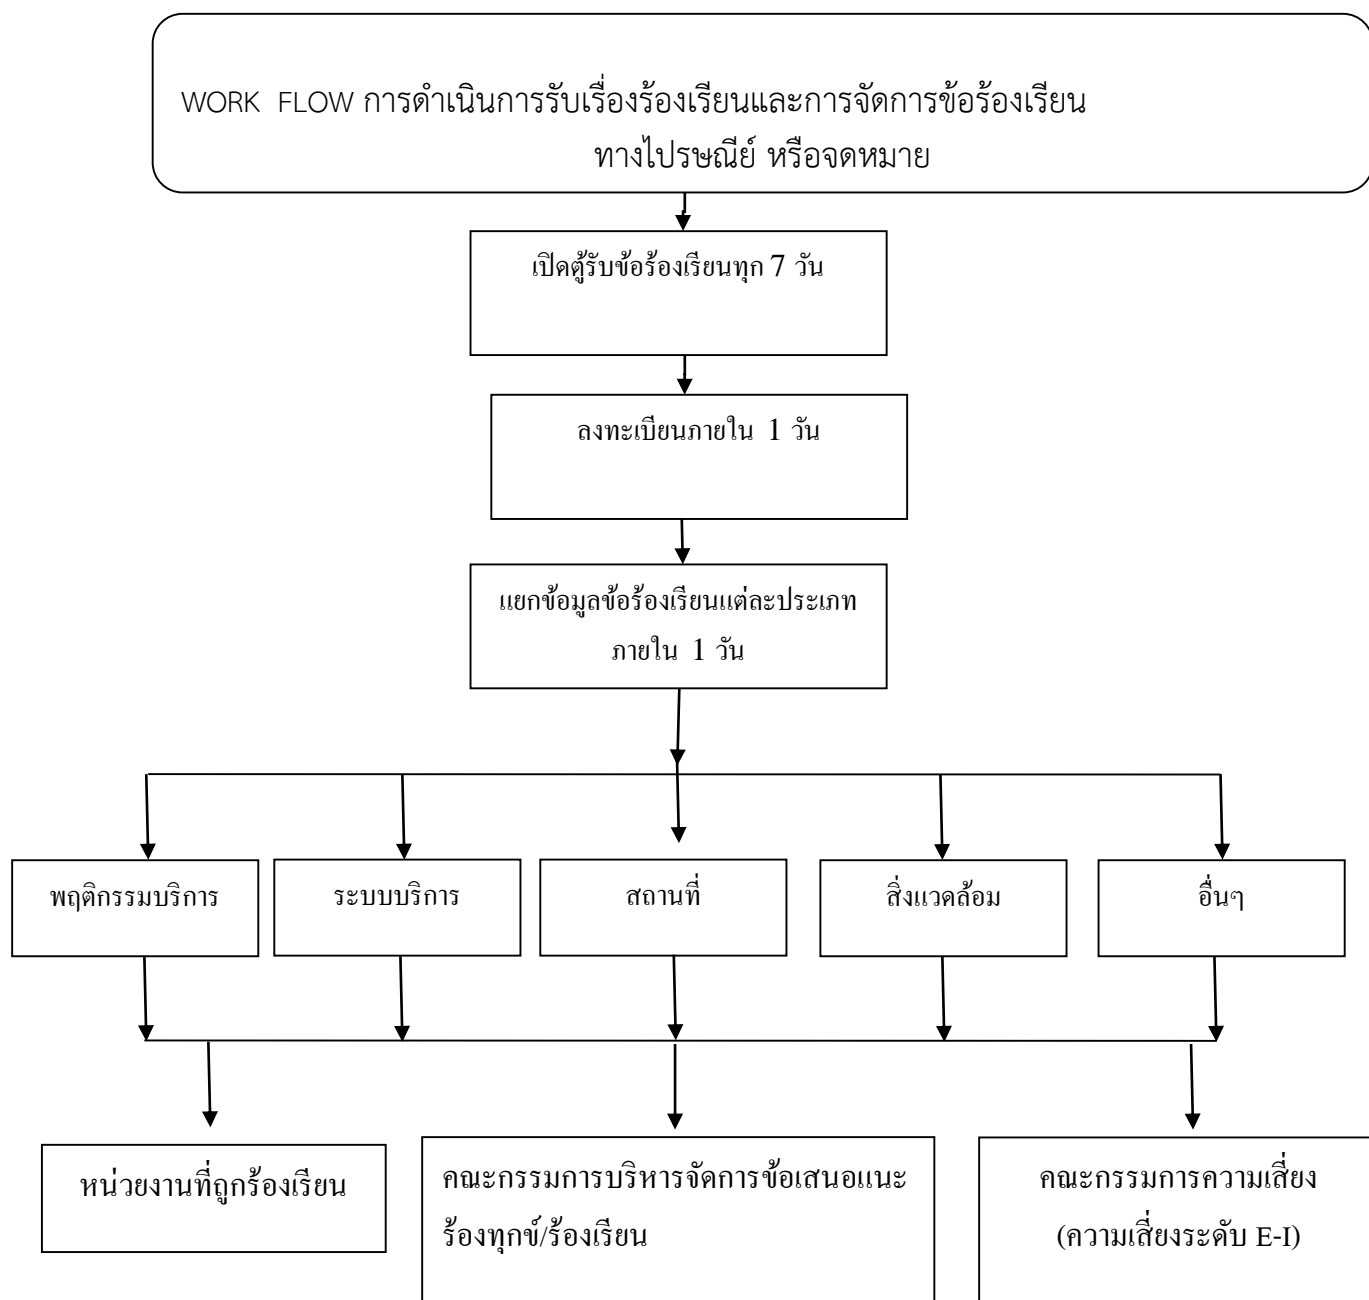 WORK FLOW การดำเนินการรับเรื่องร้องเรียนและการจัดการข้อร้องเรียน
ทางไปรษณีย์ หรือจดหมาย
เปิดตู้รับข้อร้องเรียนทุก 7 วัน
ลงทะเบียนภายใน 1 วัน
แยกข้อมูลข้อร้องเรียนแต่ละประเภท
ภายใน 1 วัน
พฤติกรรมบริการ
ระบบบริการ
สถานที่
สิ่งแวดล้อม
อื่นๆ
หน่วยงานที่ถูกร้องเรียน
คณะกรรมการบริหารจัดการข้อเสนอแนะ
ร้องทุกข์/ร้องเรียน
คณะกรรมการความเสี่ยง
(ความเสี่ยงระดับ E-I)